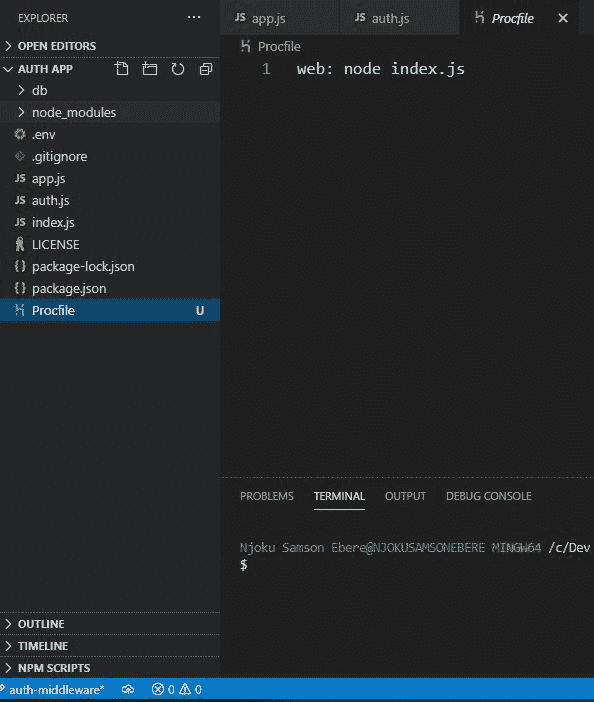 EXPLORER
OPEN EDITORS
AUTH APP
db
node_modules
.env
.gitignore
JS app.js
JS auth.js
JS index.js
LICENSE
{} package-lock.json
{} package.json
Procfile U
OUTLINE
TIMELINE
NPM SCRIPTS
JS app.js JS auth.js Procfile
Procfile
1 web: node index.js
PROBLEMS TERMINAL OUTPUT DEBUG CONSOLE
Njoku Samson Ebere@NJOKUSAMSONEBERE MINGW64 /c/Dev
$
auth-middleware* 0 0